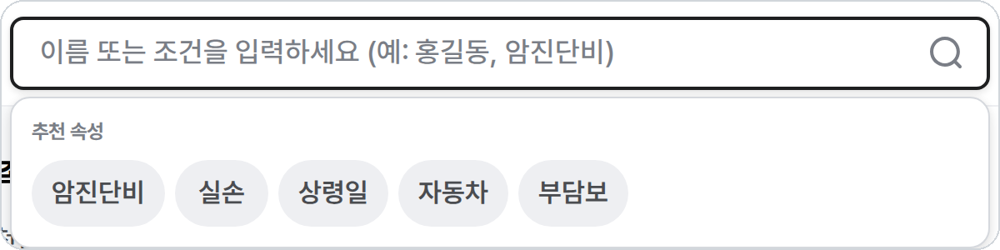 이름 또는 조건을 입력하세요 (예: 홍길동, 암진단비)
추천 속성
암진단비 실손 상령일 자동차 부담보